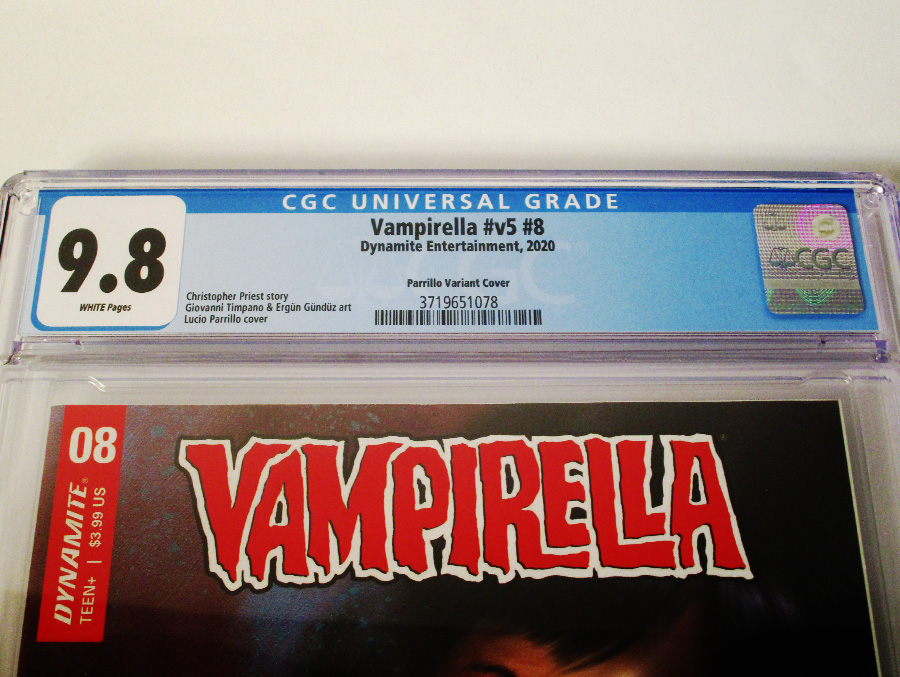 CGC UNIVERSAL GRADE
9.8
WHITE Pages
Vampirella #v5 #8
Dynamite Entertainment, 2020
Parrillo Variant Cover
3719651078
Christopher Priest story
Giovanni Timpano & Ergün Gündüz art
Lucio Parrillo cover
CGC
CGC
08
DYNAMITE®
TEEN+ | $3.99 US
VAMPIRELLA